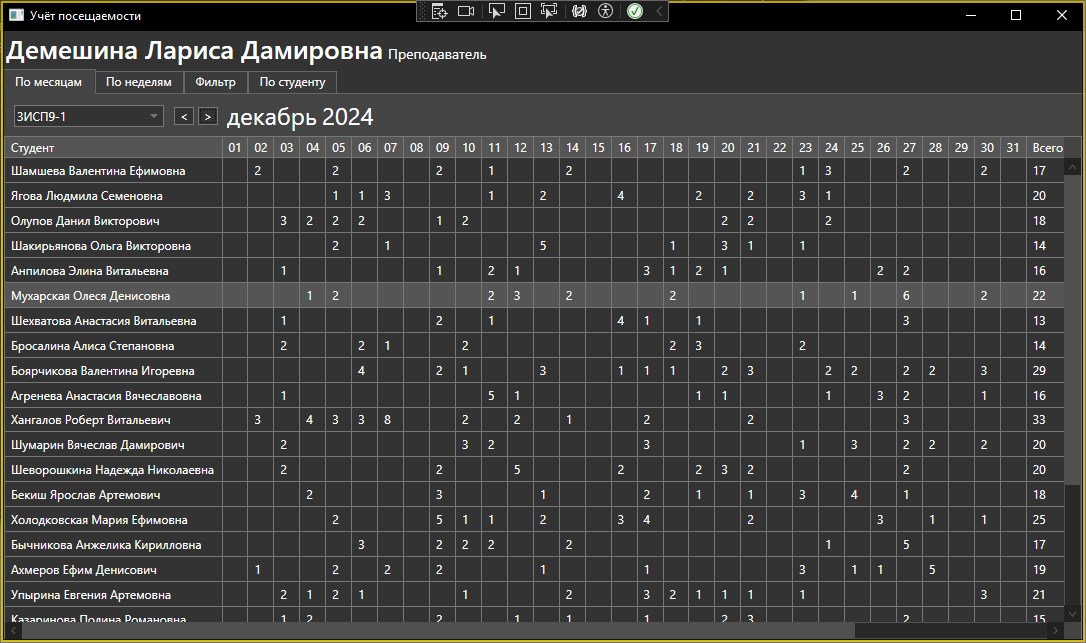 Учёт посещаемости
Демешина Лариса Дамировна Преподаватель
По месяцам По неделям Фильтр По студенту
ЗИСП9-1 < > декабрь 2024
Студент 01 02 03 04 05 06 07 08 09 10 11 12 13 14 15 16 17 18 19 20 21 22 23 24 25 26 27 28 29 30 31 Всего
Шамшева Валентина Ефимовна 2 2 2 1 2 1 3 2 2 17
Ягова Людмила Семеновна 1 1 3 1 2 4 2 2 3 1 20
Олупов Данил Викторович 3 2 2 2 1 2 2 2 2 18
Шакирьянова Ольга Викторовна 2 1 5 1 3 1 1 14
Анпилова Элина Витальевна 1 1 2 1 3 1 2 1 2 2 16
Мухарская Олеся Денисовна 1 2 2 3 2 2 1 1 6 2 22
Шехватова Анастасия Витальевна 1 2 1 4 1 1 3 13
Бросалина Алиса Степановна 2 2 1 2 2 3 2 14
Боярчикова Валентина Игоревна 4 2 1 3 1 1 1 2 3 2 2 2 2 3 29
Агренева Анастасия Вячеславовна 1 5 1 1 1 1 3 2 1 16
Хангалов Роберт Витальевич 3 4 3 3 8 2 2 1 2 2 3 33
Шумарин Вячеслав Дамирович 2 3 2 3 1 3 2 2 2 20
Шеворошкина Надежда Николаевна 2 2 5 2 2 3 2 2 20
Бекиш Ярослав Артемович 2 3 1 2 1 1 3 4 1 18
Холодковская Мария Ефимовна 2 5 1 1 2 3 4 2 3 1 1 25
Бычникова Анжелика Кирилловна 3 2 2 2 2 1 5 17
Ахмеров Ефим Денисович 1 2 2 2 1 1 3 1 1 5 19
Упырина Евгения Артемовна 2 1 2 1 1 2 3 2 1 1 1 1 3 21
Казаринова Полина Романовна 1 2 2 1 1 1 2 3 2 15